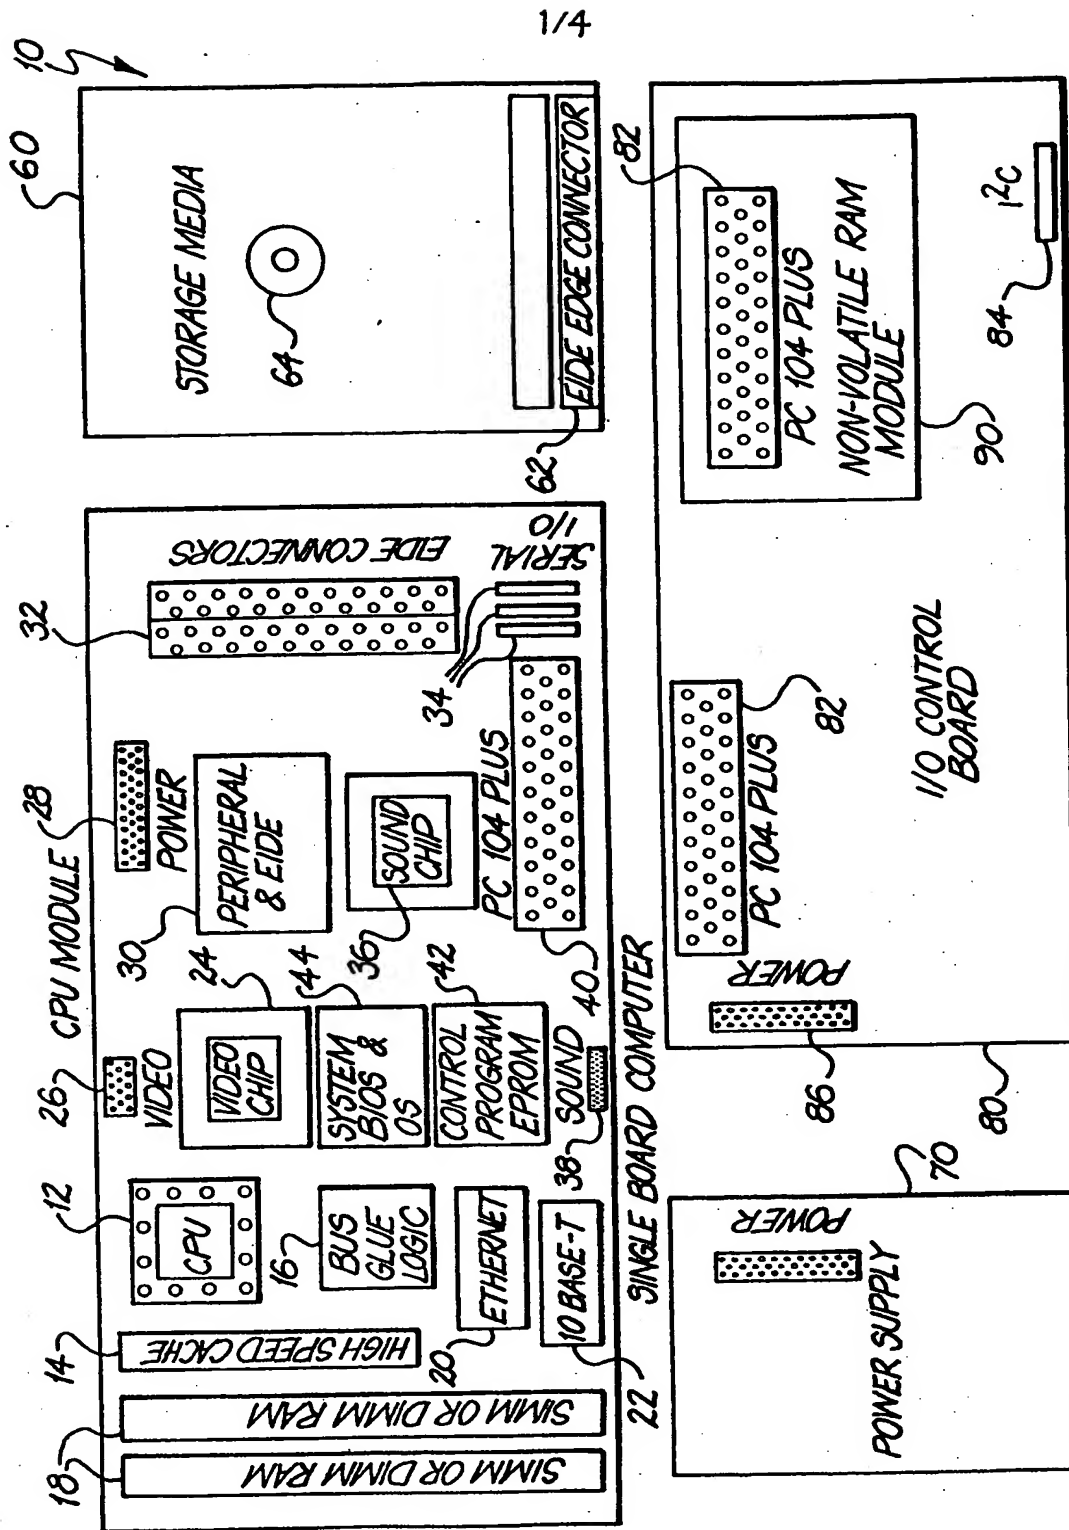 1/4
10
60
STORAGE MEDIA
64
EIDE EDGE CONNECTOR
62
CPU MODULE
18
SIMM OR DIMM RAM
SIMM OR DIMM RAM
14
HIGH SPEED CACHE
12
CPU
16
BUS
GLUE
LOGIC
20
ETHERNET
22
10 BASE-T
26
VIDEO
24
VIDEO
CHIP
44
SYSTEM
BIOS &
OS
42
CONTROL
PROGRAM
EPROM
38
SOUND
28
POWER
30
PERIPHERAL
& EIDE
36
SOUND
CHIP
PC 104 PLUS
40
32
EIDE CONNECTORS
34
SERIAL
I/O
SINGLE BOARD COMPUTER
70
POWER
POWER SUPPLY
80
86
POWER
82
PC 104 PLUS
I/O CONTROL
BOARD
82
PC 104 PLUS
NON-VOLATILE RAM
MODULE
90
84
I2C